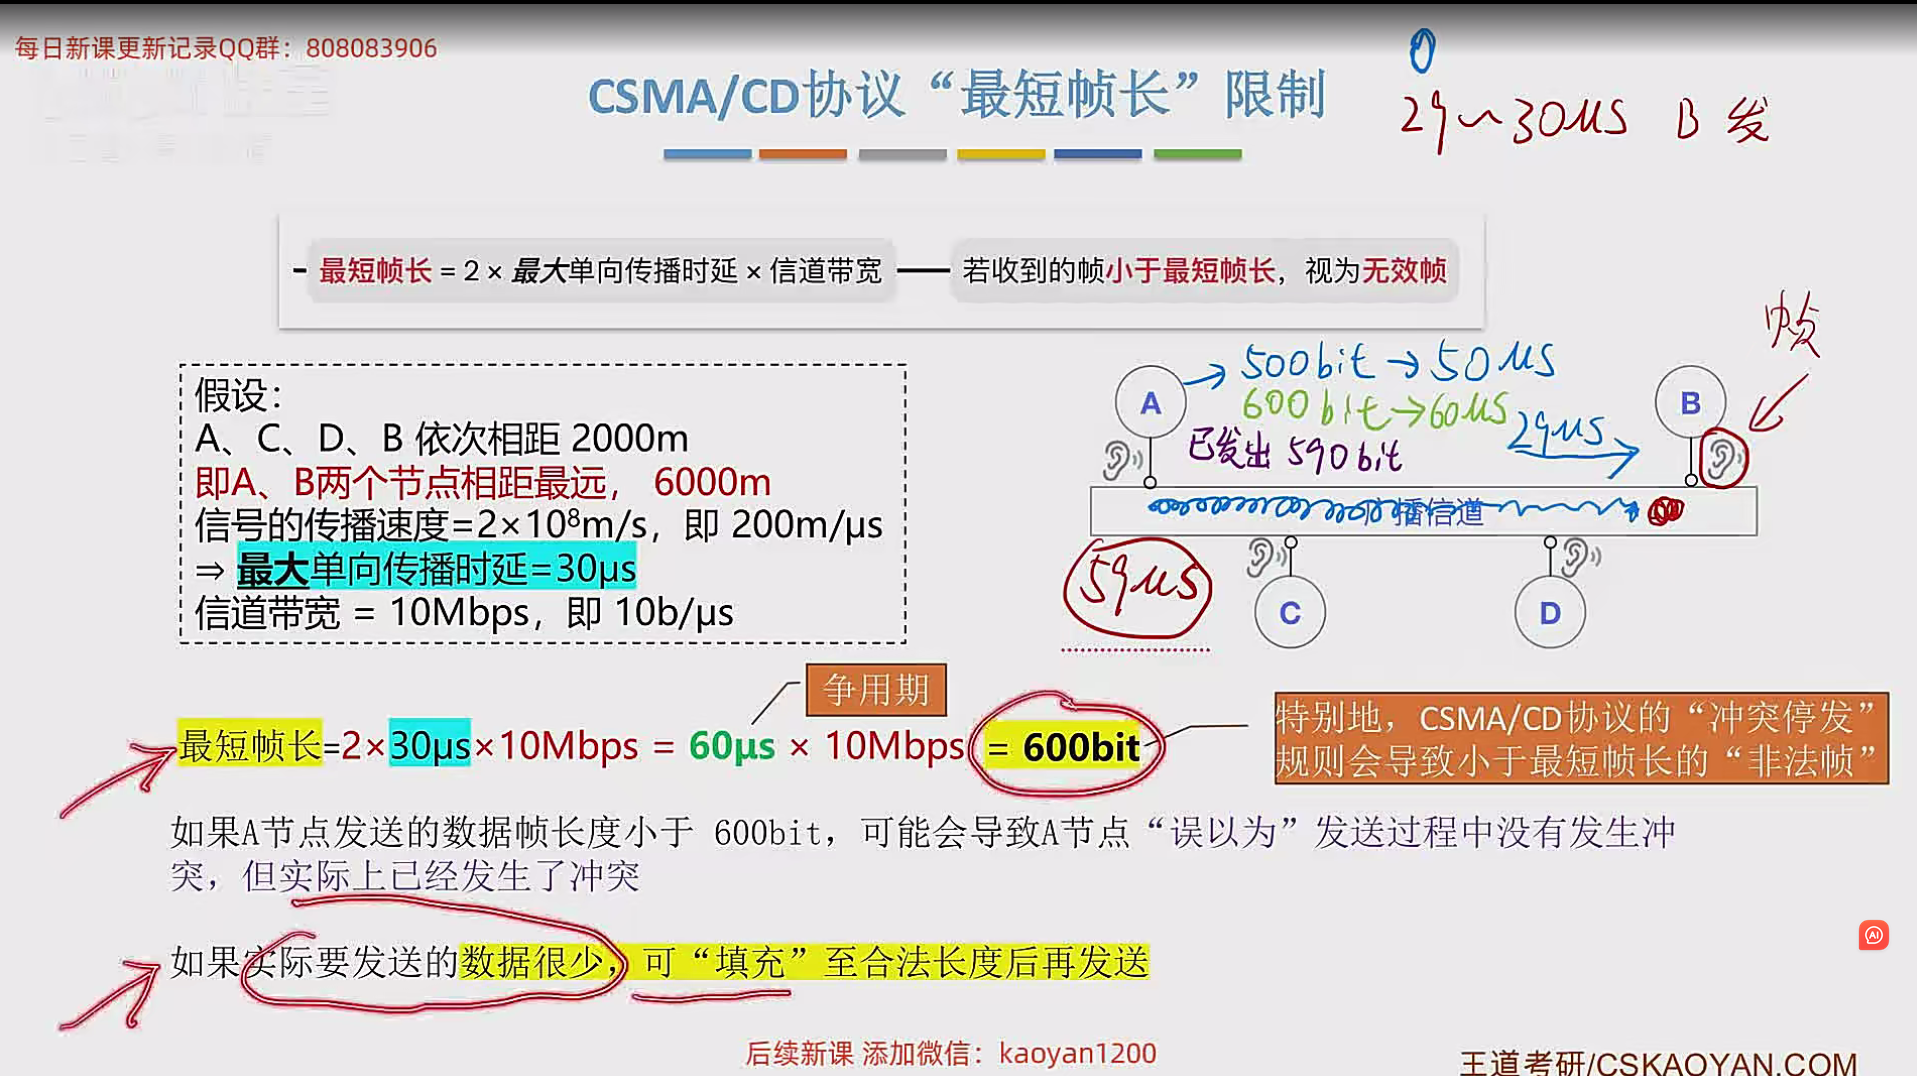 每日新课更新记录QQ群：808083906
CSMA/CD协议“最短帧长”限制
0
29~30μs B 发
最短帧长 = 2 × 最大单向传播时延 × 信道带宽
若收到的帧小于最短帧长，视为无效帧
假设：
A、C、D、B 依次相距 2000m
即A、B两个节点相距最远， 6000m
信号的传播速度=2×10⁸m/s，即 200m/μs
⇒ 最大单向传播时延=30μs
信道带宽 = 10Mbps，即 10b/μs
帧
A
→ 500bit → 50μs
600 bit → 60μs
已发出 590bit
29μs
B
播信道
59μs
C
D
争用期
最短帧长=2×30μs×10Mbps = 60μs × 10Mbps = 600bit
特别地，CSMA/CD协议的“冲突停发”
规则会导致小于最短帧长的“非法帧”
如果A节点发送的数据帧长度小于 600bit，可能会导致A节点“误以为”发送过程中没有发生冲
突，但实际上已经发生了冲突
如果实际要发送的数据很少，可“填充”至合法长度后再发送
AI
后续新课 添加微信：kaoyan1200
王道考研/CSKAOYAN.COM